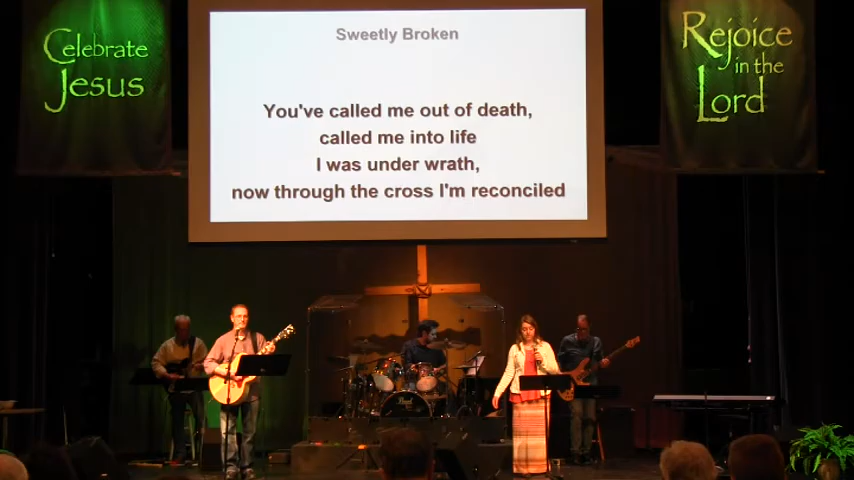 Celebrate
Jesus
Sweetly Broken
You've called me out of death,
called me into life
I was under wrath,
now through the cross I'm reconciled
Rejoice
in the
Lord